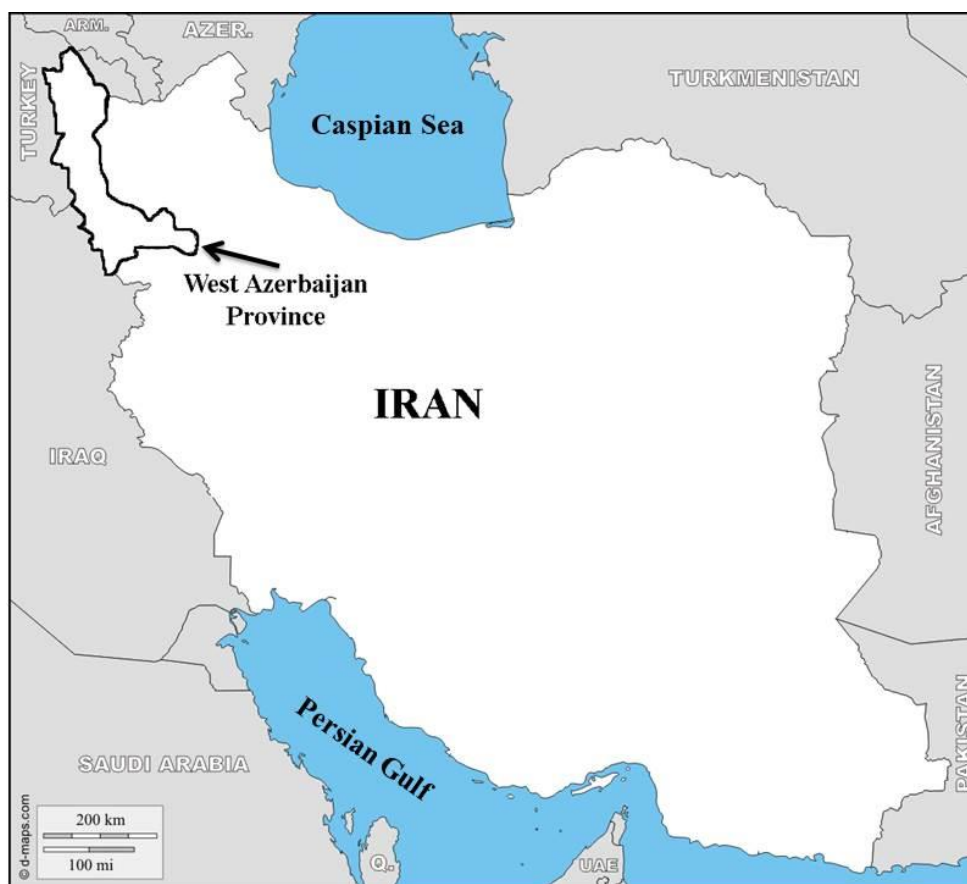 ARM.
AZER.
TURKEY
TURKMENISTAN
Caspian Sea
West Azerbaijan
Province
IRAN
IRAQ
AFGHANISTAN
Persian Gulf
SAUDI ARABIA
PAKISTAN
Q.
UAE
200 km
100 mi
© d-maps.com